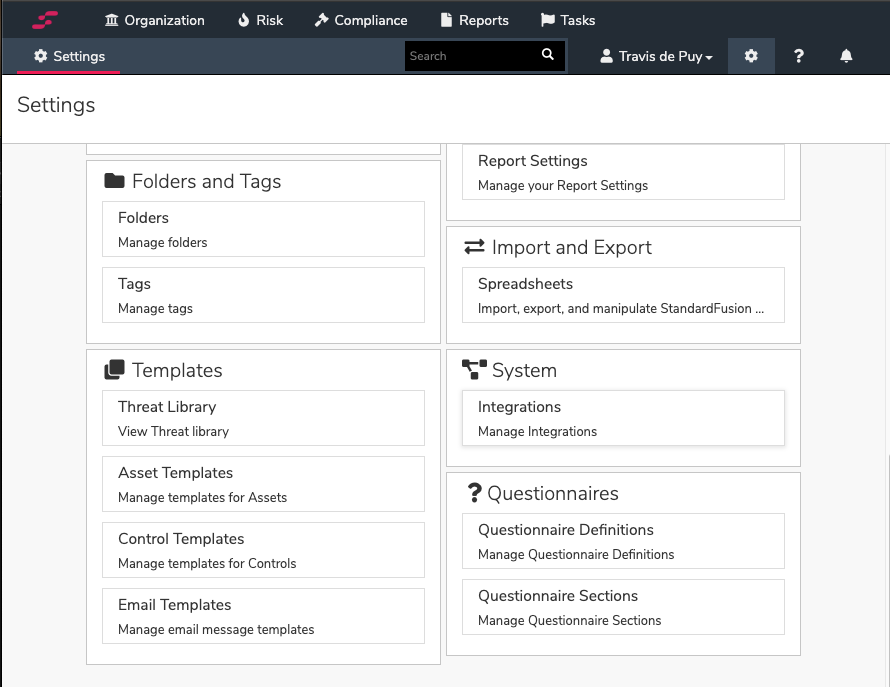 Organization
Risk
Compliance
Reports
Tasks
Settings
Search
Travis de Puy
?
Settings
Folders and Tags
Folders
Manage folders
Tags
Manage tags
Templates
Threat Library
View Threat library
Asset Templates
Manage templates for Assets
Control Templates
Manage templates for Controls
Email Templates
Manage email message templates
Report Settings
Manage your Report Settings
Import and Export
Spreadsheets
Import, export, and manipulate StandardFusion ...
System
Integrations
Manage Integrations
? Questionnaires
Questionnaire Definitions
Manage Questionnaire Definitions
Questionnaire Sections
Manage Questionnaire Sections